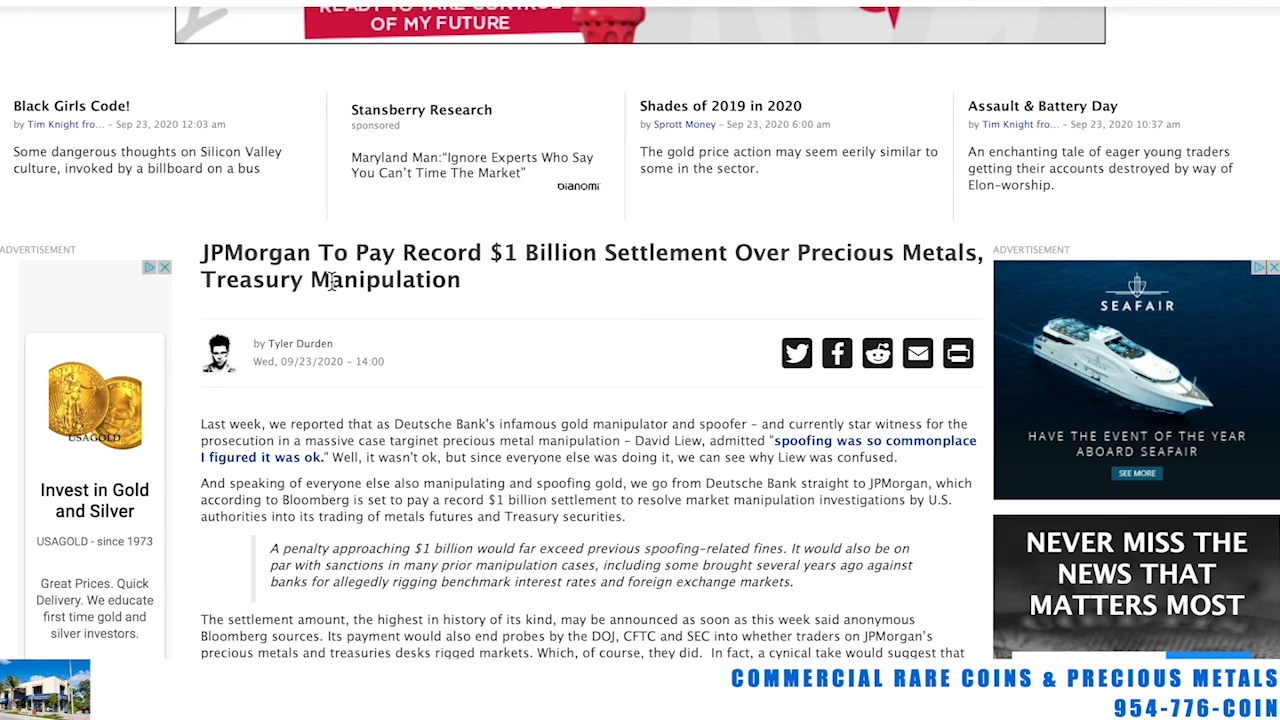 READY TO TAKE CONTROL
OF MY FUTURE
Black Girls Code!
by Tim Knight fro... – Sep 23, 2020 12:03 am
Some dangerous thoughts on Silicon Valley
culture, invoked by a billboard on a bus
Stansberry Research
sponsored
Maryland Man:“Ignore Experts Who Say
You Can’t Time The Market”
DIANOMI
Shades of 2019 in 2020
by Sprott Money – Sep 23, 2020 6:00 am
The gold price action may seem eerily similar to
some in the sector.
Assault & Battery Day
by Tim Knight fro... – Sep 23, 2020 10:37 am
An enchanting tale of eager young traders
getting their accounts destroyed by way of
Elon-worship.
ADVERTISEMENT
USAGOLD
Invest in Gold
and Silver
USAGOLD - since 1973
Great Prices. Quick
Delivery. We educate
first time gold and
silver investors.
JPMorgan To Pay Record $1 Billion Settlement Over Precious Metals,
Treasury Manipulation
by Tyler Durden
Wed, 09/23/2020 - 14:00
Last week, we reported that as Deutsche Bank's infamous gold manipulator and spoofer - and currently star witness for the
prosecution in a massive case targinet precious metal manipulation - David Liew, admitted "spoofing was so commonplace
I figured it was ok." Well, it wasn't ok, but since everyone else was doing it, we can see why Liew was confused.
And speaking of everyone else also manipulating and spoofing gold, we go from Deutsche Bank straight to JPMorgan, which
according to Bloomberg is set to pay a record $1 billion settlement to resolve market manipulation investigations by U.S.
authorities into its trading of metals futures and Treasury securities.
A penalty approaching $1 billion would far exceed previous spoofing-related fines. It would also be on
par with sanctions in many prior manipulation cases, including some brought several years ago against
banks for allegedly rigging benchmark interest rates and foreign exchange markets.
The settlement amount, the highest in history of its kind, may be announced as soon as this week said anonymous
Bloomberg sources. Its payment would also end probes by the DOJ, CFTC and SEC into whether traders on JPMorgan’s
precious metals and treasuries desks rigged markets. Which, of course, they did. In fact, a cynical take would suggest that
ADVERTISEMENT
SEAFAIR
HAVE THE EVENT OF THE YEAR
ABOARD SEAFAIR
SEE MORE
NEVER MISS THE
NEWS THAT
MATTERS MOST
COMMERCIAL RARE COINS & PRECIOUS METALS
954-776-COIN